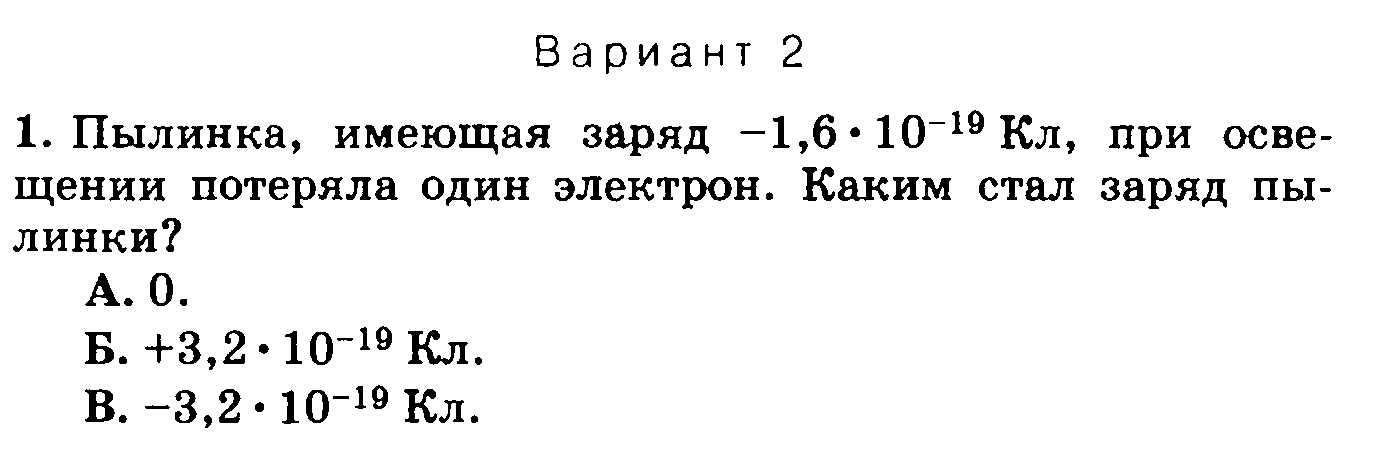 Вариант 2
1. Пылинка, имеющая заряд −1,6 · 10⁻¹⁹ Кл, при осве-
щении потеряла один электрон. Каким стал заряд пы-
линки?
А. 0.
Б. +3,2 · 10⁻¹⁹ Кл.
В. −3,2 · 10⁻¹⁹ Кл.